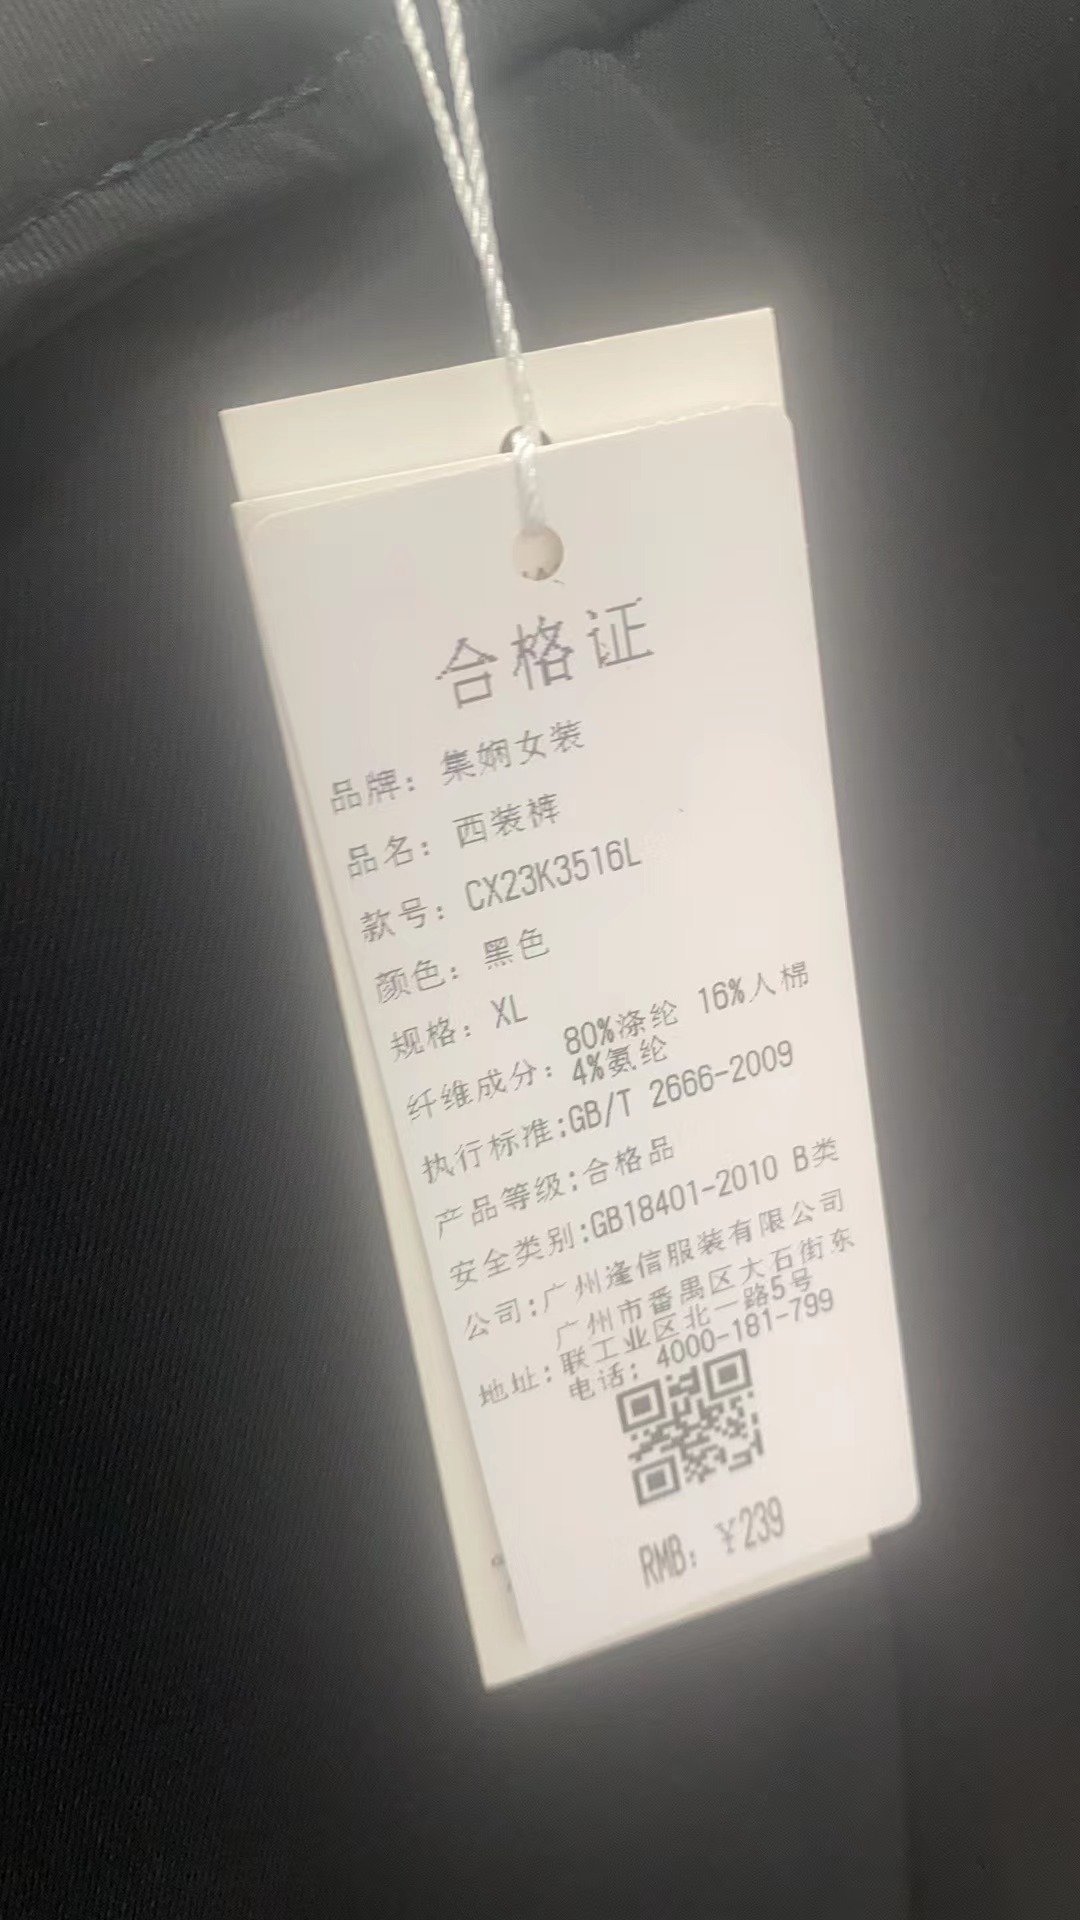 合格证
品牌：集娴女装
品名：西装裤
款号：CX23K3516L
颜色：黑色
规格：XL
纤维成分：80%涤纶 16%人棉
4%氨纶
执行标准:GB/T 2666-2009
产品等级:合格品
安全类别:GB18401-2010 B类
公司:广州逢信服装有限公司
地址:广州市番禺区大石街东
联工业区北一路5号
电话：4000-181-799
RMB：¥239